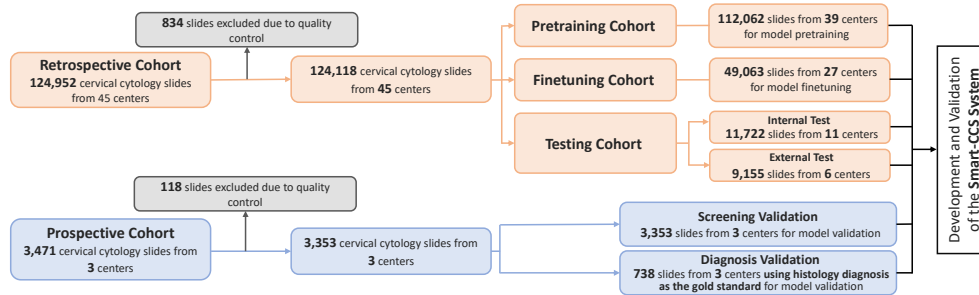 834 slides excluded due to quality
control
Retrospective Cohort
124,952 cervical cytology slides
from 45 centers
124,118 cervical cytology slides
from 45 centers
Pretraining Cohort
112,062 slides from 39 centers
for model pretraining
Finetuning Cohort
49,063 slides from 27 centers
for model finetuning
Testing Cohort
Internal Test
11,722 slides from 11 centers
External Test
9,155 slides from 6 centers
118 slides excluded due to quality
control
Prospective Cohort
3,471 cervical cytology slides from
3 centers
3,353 cervical cytology slides from
3 centers
Screening Validation
3,353 slides from 3 centers for model validation
Diagnosis Validation
738 slides from 3 centers using histology diagnosis
as the gold standard for model validation
Development and Validation
of the Smart-CCS System